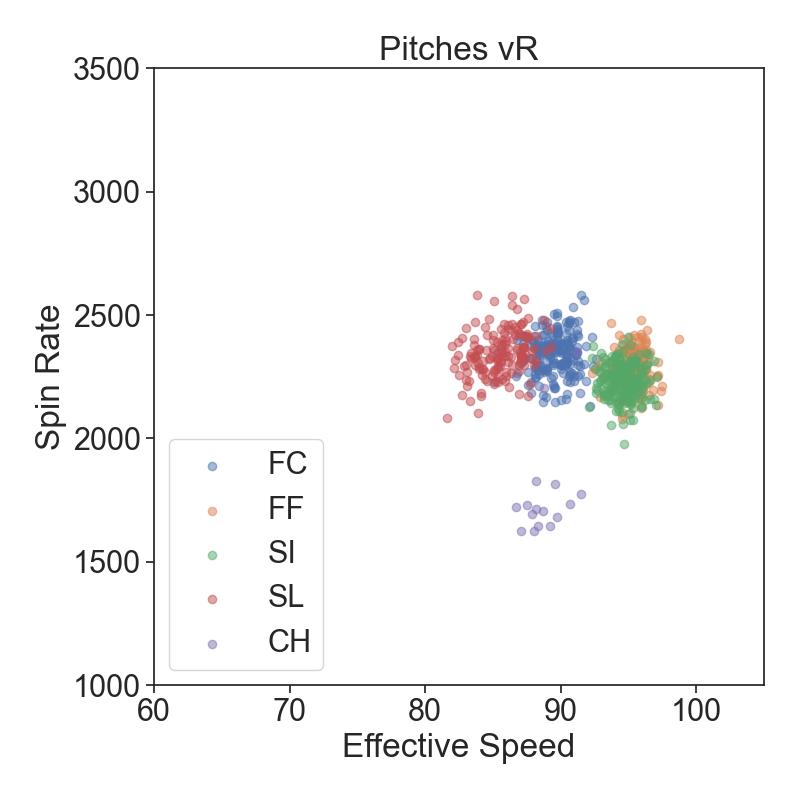 Pitches vR
3500
3000
2500
2000
1500
1000
Spin Rate
FC
FF
SI
SL
CH
60 70 80 90 100
Effective Speed